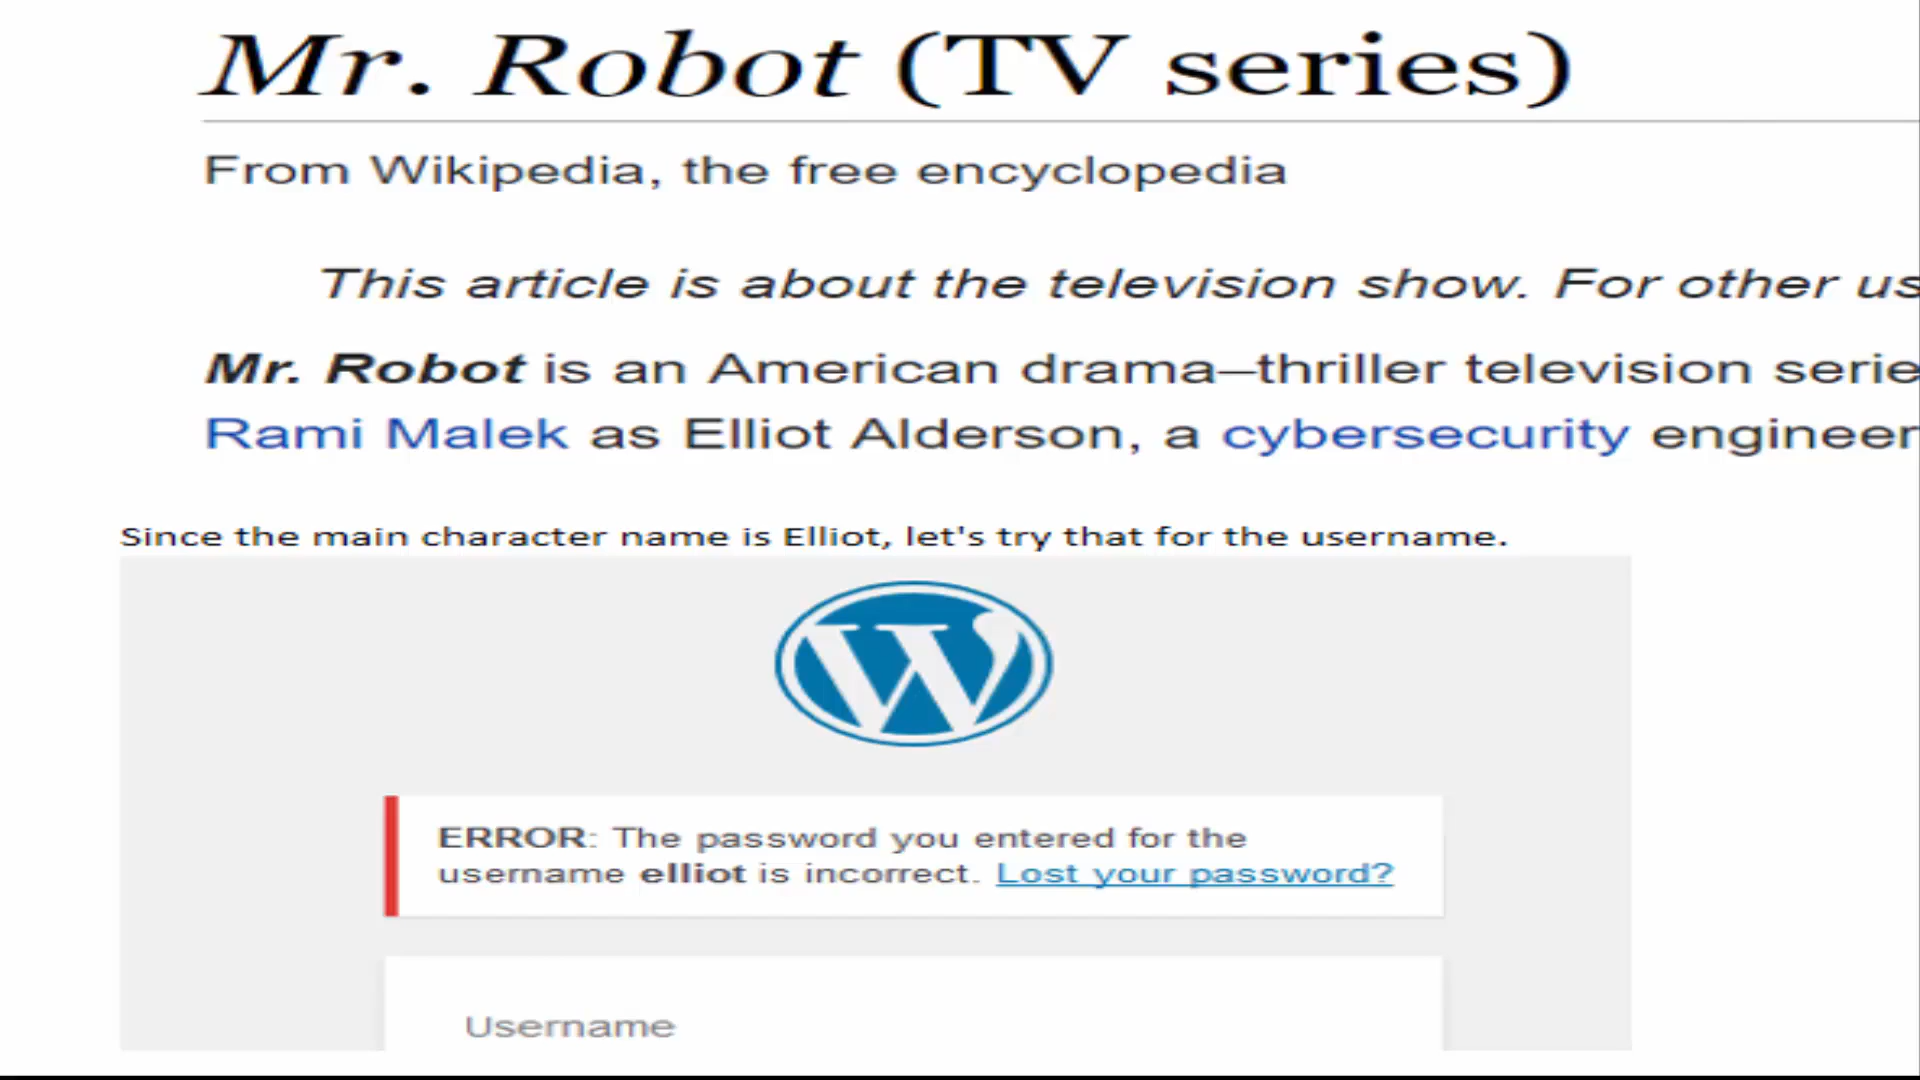 Mr. Robot (TV series)
From Wikipedia, the free encyclopedia
This article is about the television show. For other us
Mr. Robot is an American drama–thriller television serie
Rami Malek as Elliot Alderson, a cybersecurity engineer
Since the main character name is Elliot, let's try that for the username.
ERROR: The password you entered for the
username elliot is incorrect. Lost your password?
Username